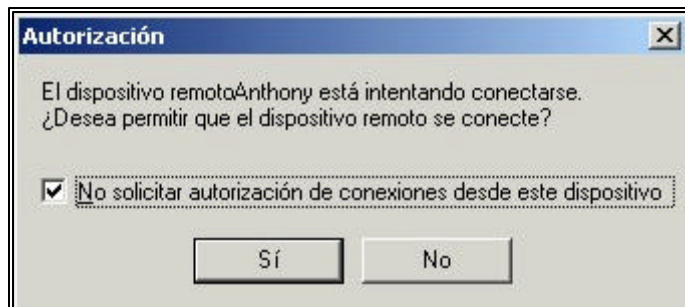 Autorización
El dispositivo remotoAnthony está intentando conectarse.
¿Desea permitir que el dispositivo remoto se conecte?
No solicitar autorización de conexiones desde este dispositivo
Sí No